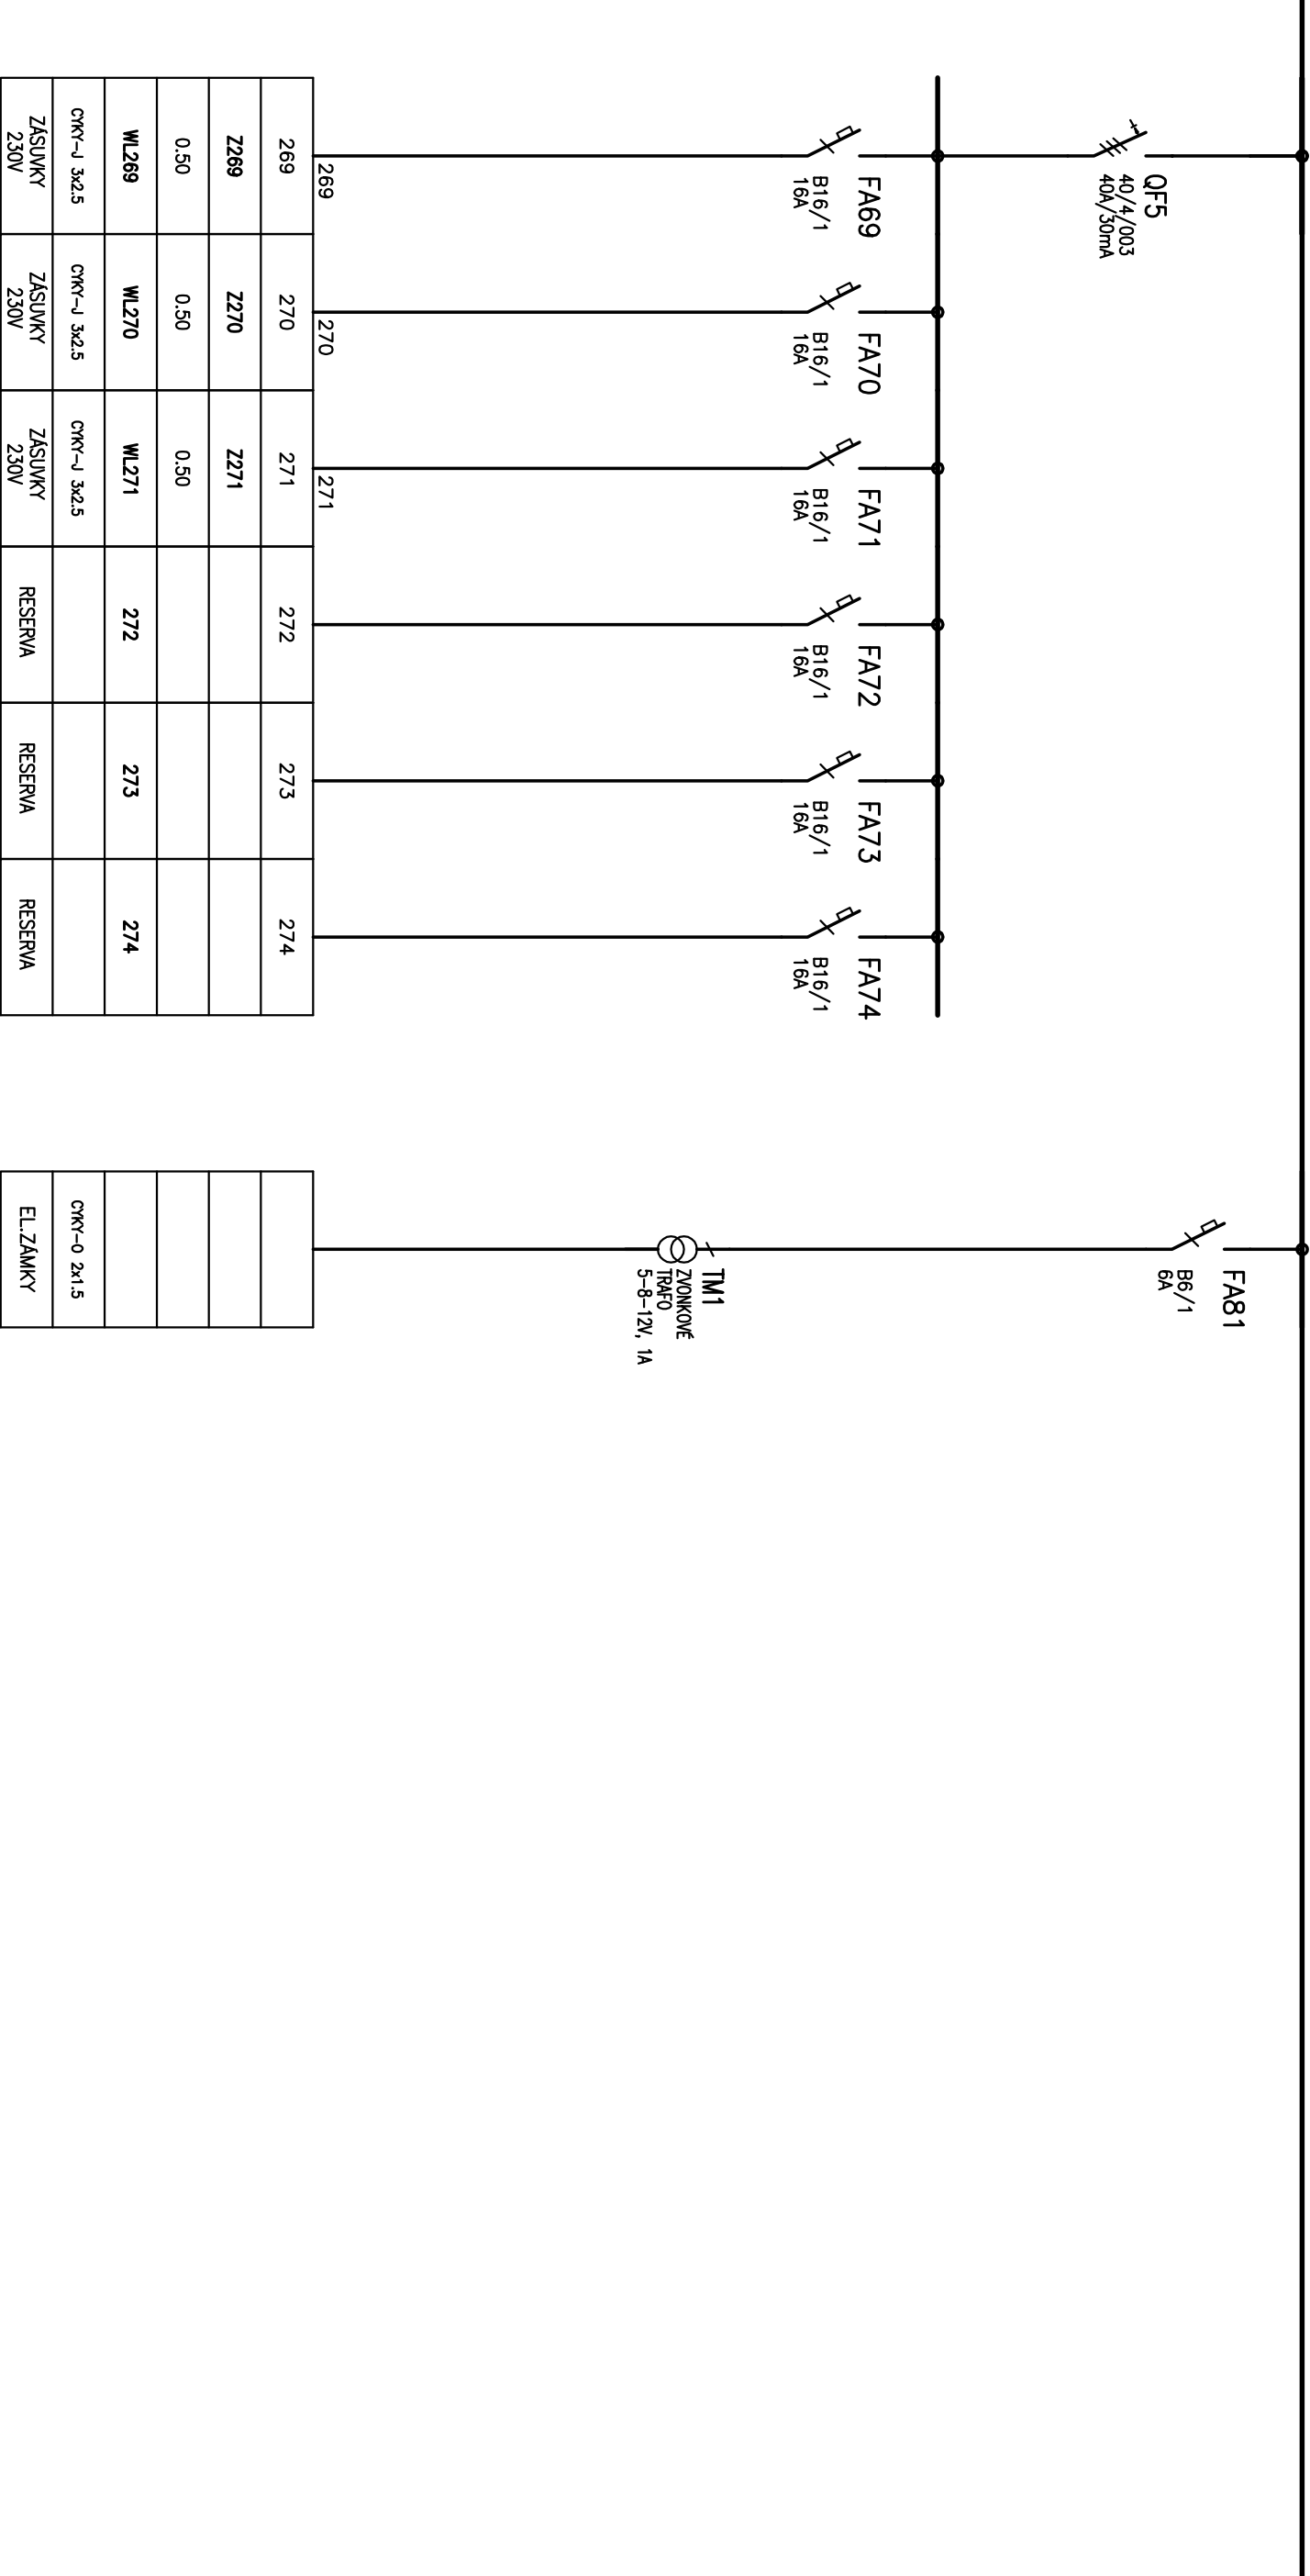 QF5
40/4/003
40A/30mA
FA81
B6/1
6A
FA69
B16/1
16A
FA70
B16/1
16A
FA71
B16/1
16A
FA72
B16/1
16A
FA73
B16/1
16A
FA74
B16/1
16A
TM1
ZVONKOVÉ
TRAFO
5-8-12V, 1A
269
270
271
269
270
271
272
273
274
Z269
Z270
Z271
0.50
0.50
0.50
WL269
WL270
WL271
272
273
274
CYKY-J 3x2.5
CYKY-J 3x2.5
CYKY-J 3x2.5
CYKY-O 2x1.5
ZÁSUVKY
230V
ZÁSUVKY
230V
ZÁSUVKY
230V
RESERVA
RESERVA
RESERVA
EL.ZÁMKY